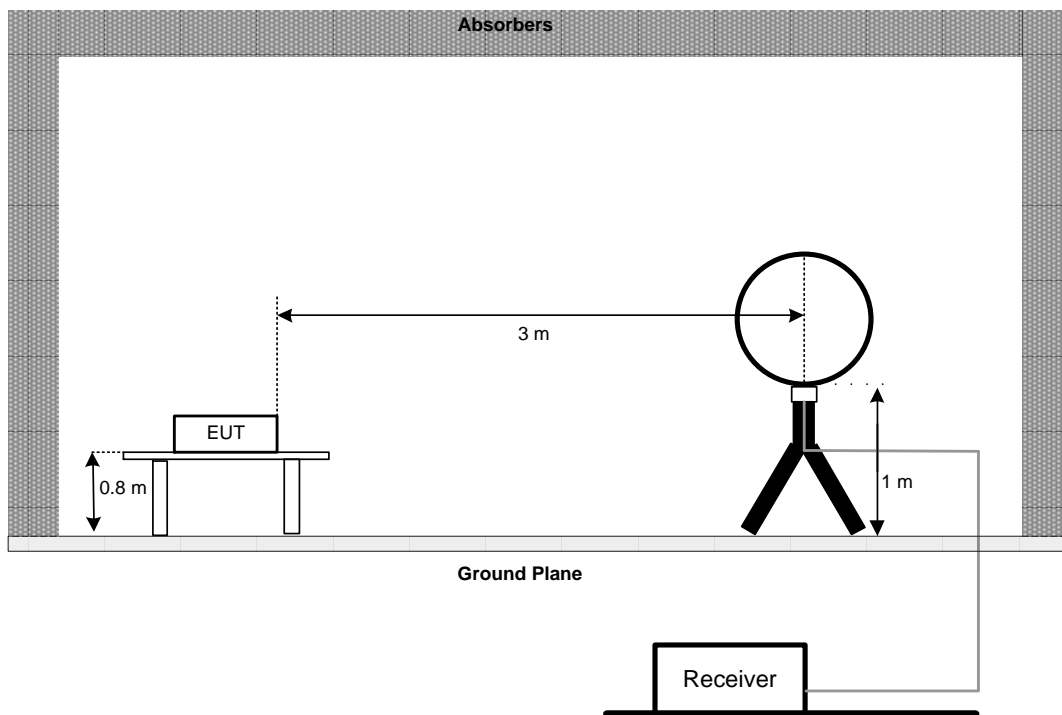 Absorbers
3 m
EUT
0.8 m
1 m
Ground Plane
Receiver